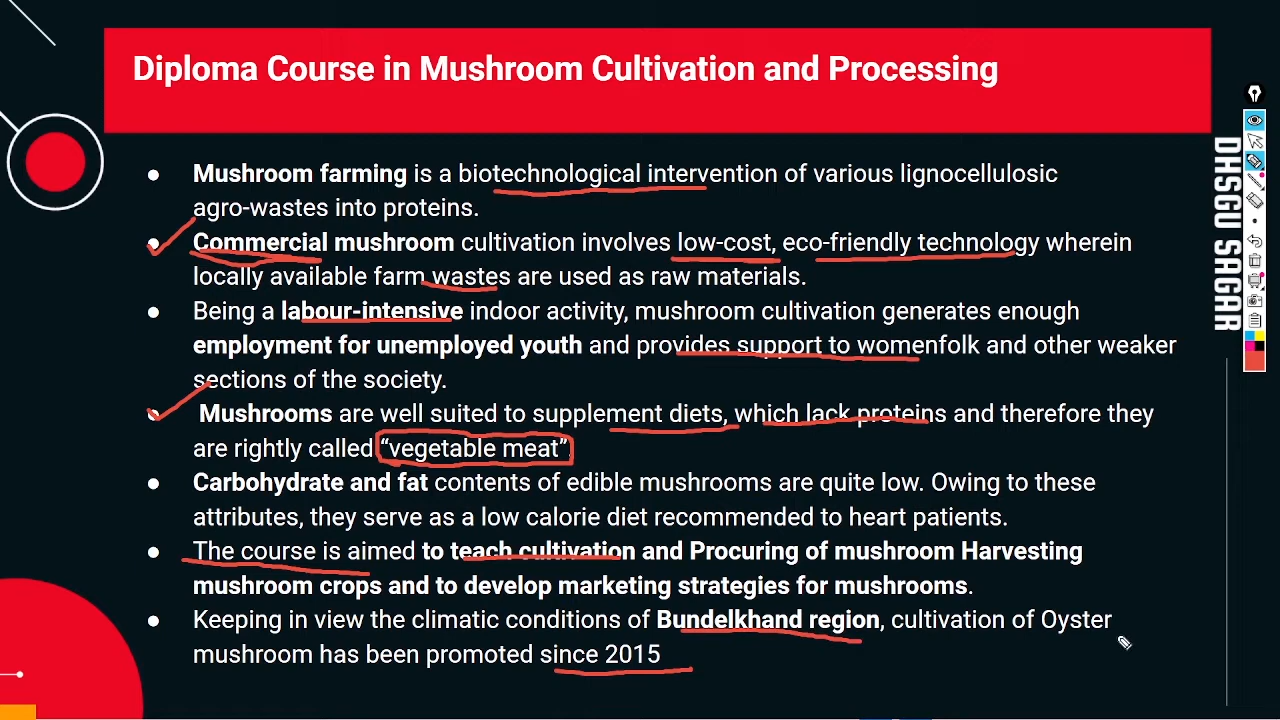 Diploma Course in Mushroom Cultivation and Processing
● Mushroom farming is a biotechnological intervention of various lignocellulosic
agro-wastes into proteins.
● Commercial mushroom cultivation involves low-cost, eco-friendly technology wherein
locally available farm wastes are used as raw materials.
● Being a labour-intensive indoor activity, mushroom cultivation generates enough
employment for unemployed youth and provides support to womenfolk and other weaker
sections of the society.
● Mushrooms are well suited to supplement diets, which lack proteins and therefore they
are rightly called “vegetable meat”.
● Carbohydrate and fat contents of edible mushrooms are quite low. Owing to these
attributes, they serve as a low calorie diet recommended to heart patients.
● The course is aimed to teach cultivation and Procuring of mushroom Harvesting
mushroom crops and to develop marketing strategies for mushrooms.
● Keeping in view the climatic conditions of Bundelkhand region, cultivation of Oyster
mushroom has been promoted since 2015
DHSGU SAGAR